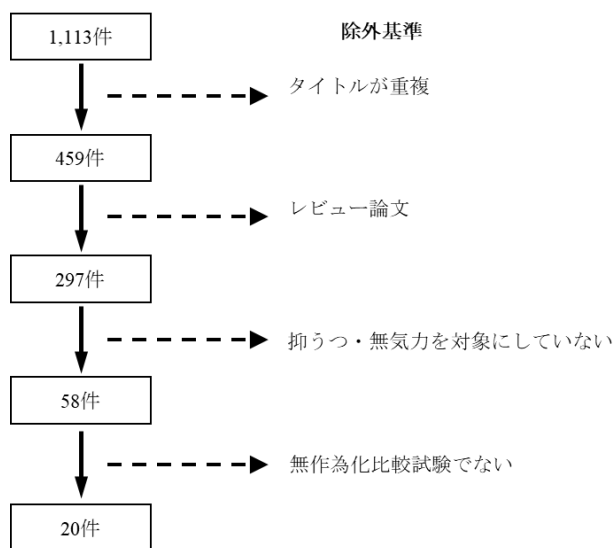 1,113件
除外基準
タイトルが重複
459件
レビュー論文
297件
抑うつ・無気力を対象にしていない
58件
無作為化比較試験でない
20件